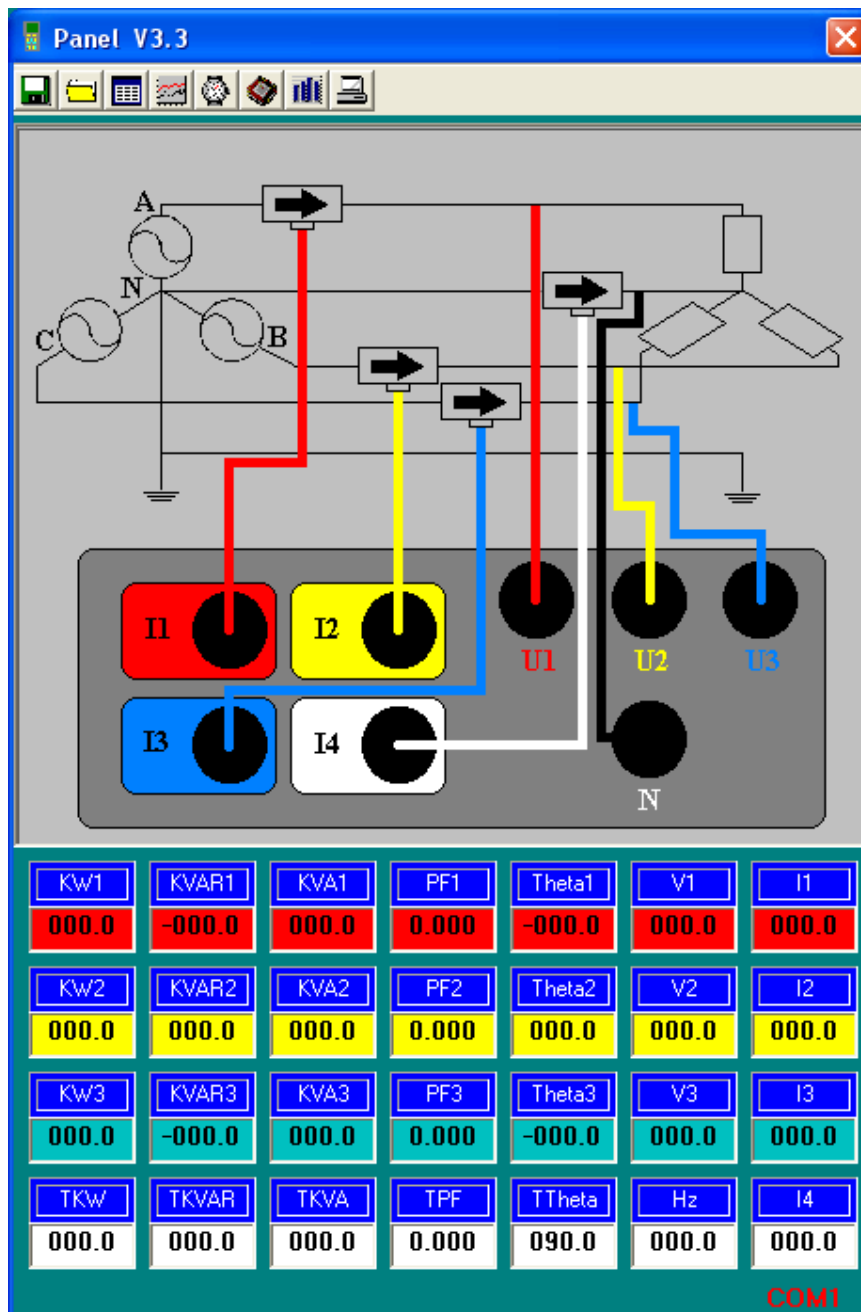 Panel V3.3
A
N
C
B
I1
I2
U1
U2
U3
I3
I4
N
KW1 KVAR1 KVA1 PF1 Theta1 V1 I1
000.0 -000.0 000.0 0.000 -000.0 000.0 000.0
KW2 KVAR2 KVA2 PF2 Theta2 V2 I2
000.0 000.0 000.0 0.000 000.0 000.0 000.0
KW3 KVAR3 KVA3 PF3 Theta3 V3 I3
000.0 -000.0 000.0 0.000 -000.0 000.0 000.0
TKW TKVAR TKVA TPF TTheta Hz I4
000.0 000.0 000.0 0.000 090.0 000.0 000.0
COM1